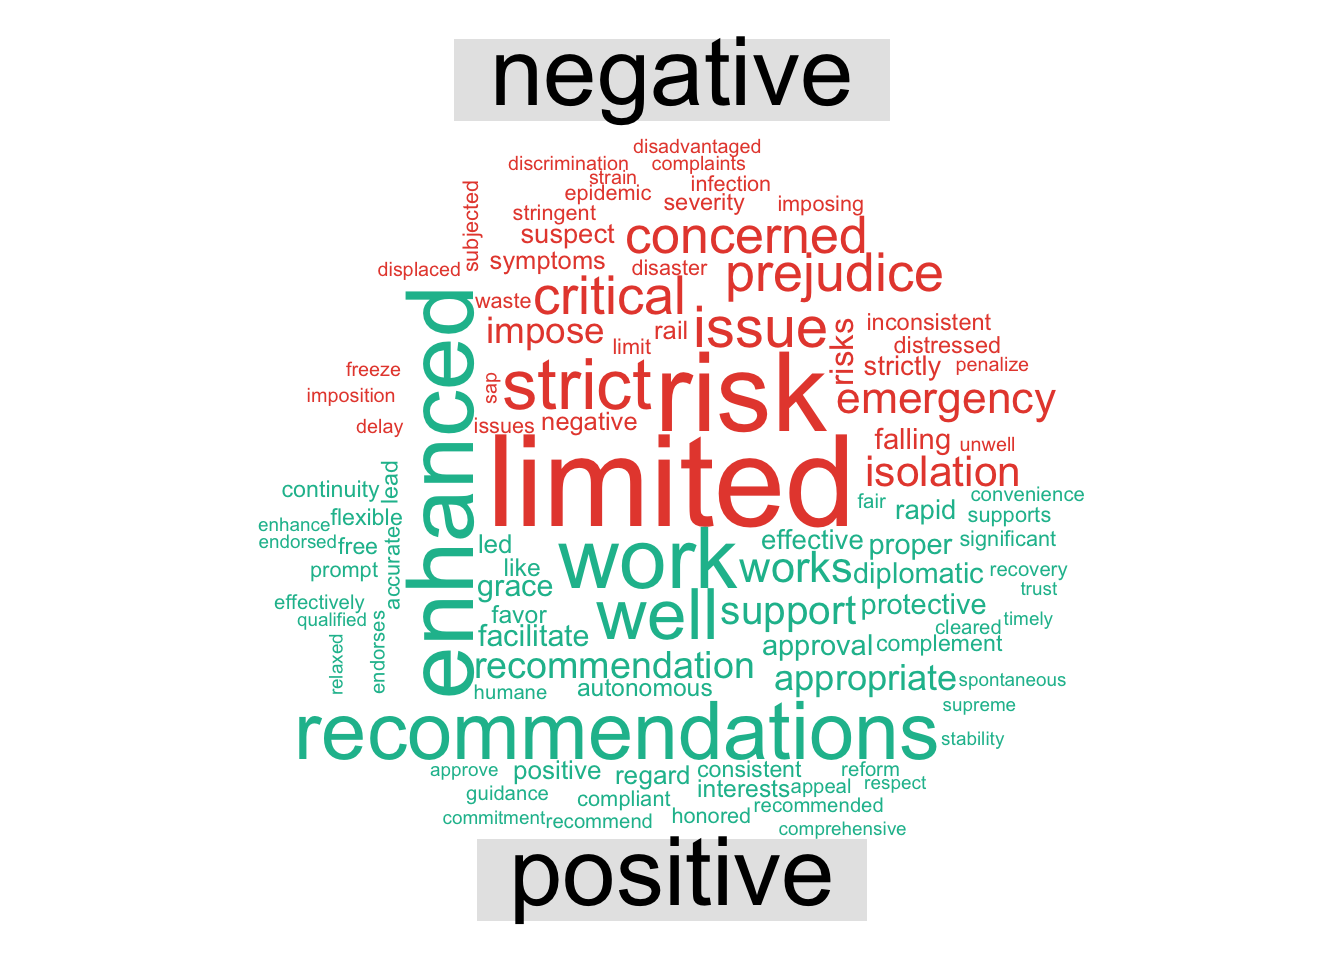 negative
disadvantaged
discrimination complaints
strain
infection
epidemic
severity
imposing
stringent
subjected
suspect
concerned
symptoms
disaster
displaced
prejudice
waste
critical
impose
rail
issue
risks
inconsistent
limit
distressed
freeze
strictly
penalize
sap
strict
risk
imposition
emergency
delay
issues
negative
falling
unwell
limited
isolation
enhanced
continuity
lead
fair
rapid
convenience
supports
flexible
enhance
endorsed
free
accurate
led
work
effective
proper
significant
like
works
diplomatic
recovery
prompt
grace
trust
effectively
qualified
favor
well
support
protective
timely
cleared
facilitate
approval
complement
relaxed
endorses
recommendation
humane
autonomous
appropriate
spontaneous
supreme
recommendations
stability
approve
positive
regard
consistent
reform
interests
appeal
respect
guidance
compliant
recommended
commitment
recommend
honored
comprehensive
positive